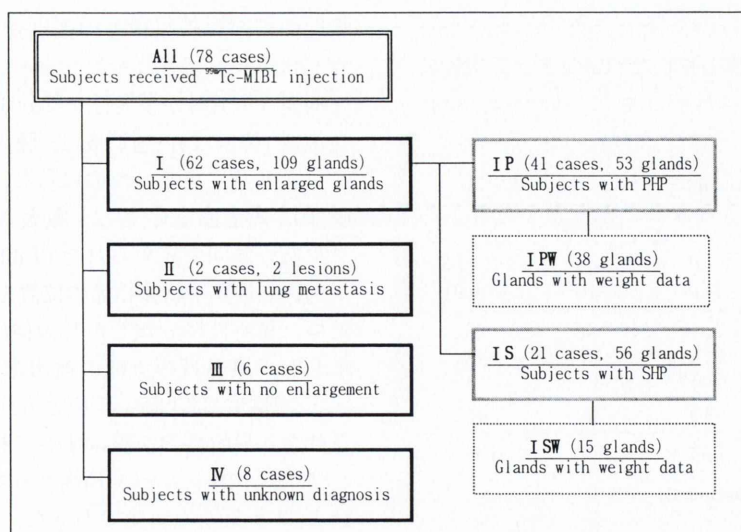 All (78 cases)
Subjects received ⁹⁹ᵐTc-MIBI injection
I (62 cases, 109 glands)
Subjects with enlarged glands
II (2 cases, 2 lesions)
Subjects with lung metastasis
III (6 cases)
Subjects with no enlargement
IV (8 cases)
Subjects with unknown diagnosis
IP (41 cases, 53 glands)
Subjects with PHP
IPW (38 glands)
Glands with weight data
IS (21 cases, 56 glands)
Subjects with SHP
ISW (15 glands)
Glands with weight data